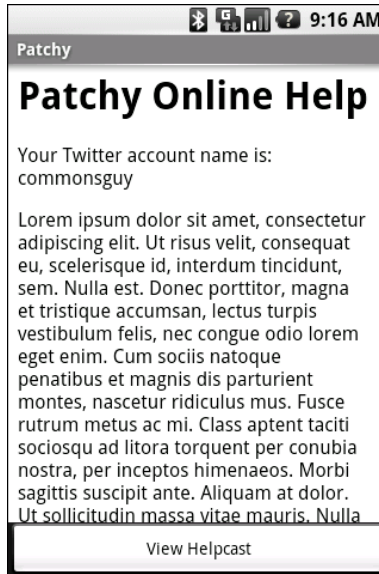 9:16 AM
Patchy
Patchy Online Help
Your Twitter account name is:
commonsguy
Lorem ipsum dolor sit amet, consectetur
adipiscing elit. Ut risus velit, consequat
eu, scelerisque id, interdum tincidunt,
sem. Nulla est. Donec porttitor, magna
et tristique accumsan, lectus turpis
vestibulum felis, nec congue odio lorem
eget enim. Cum sociis natoque
penatibus et magnis dis parturient
montes, nascetur ridiculus mus. Fusce
rutrum metus ac mi. Class aptent taciti
sociosqu ad litora torquent per conubia
nostra, per inceptos himenaeos. Morbi
sagittis suscipit ante. Aliquam at dolor.
Ut sollicitudin massa vitae mauris. Nulla
View Helpcast